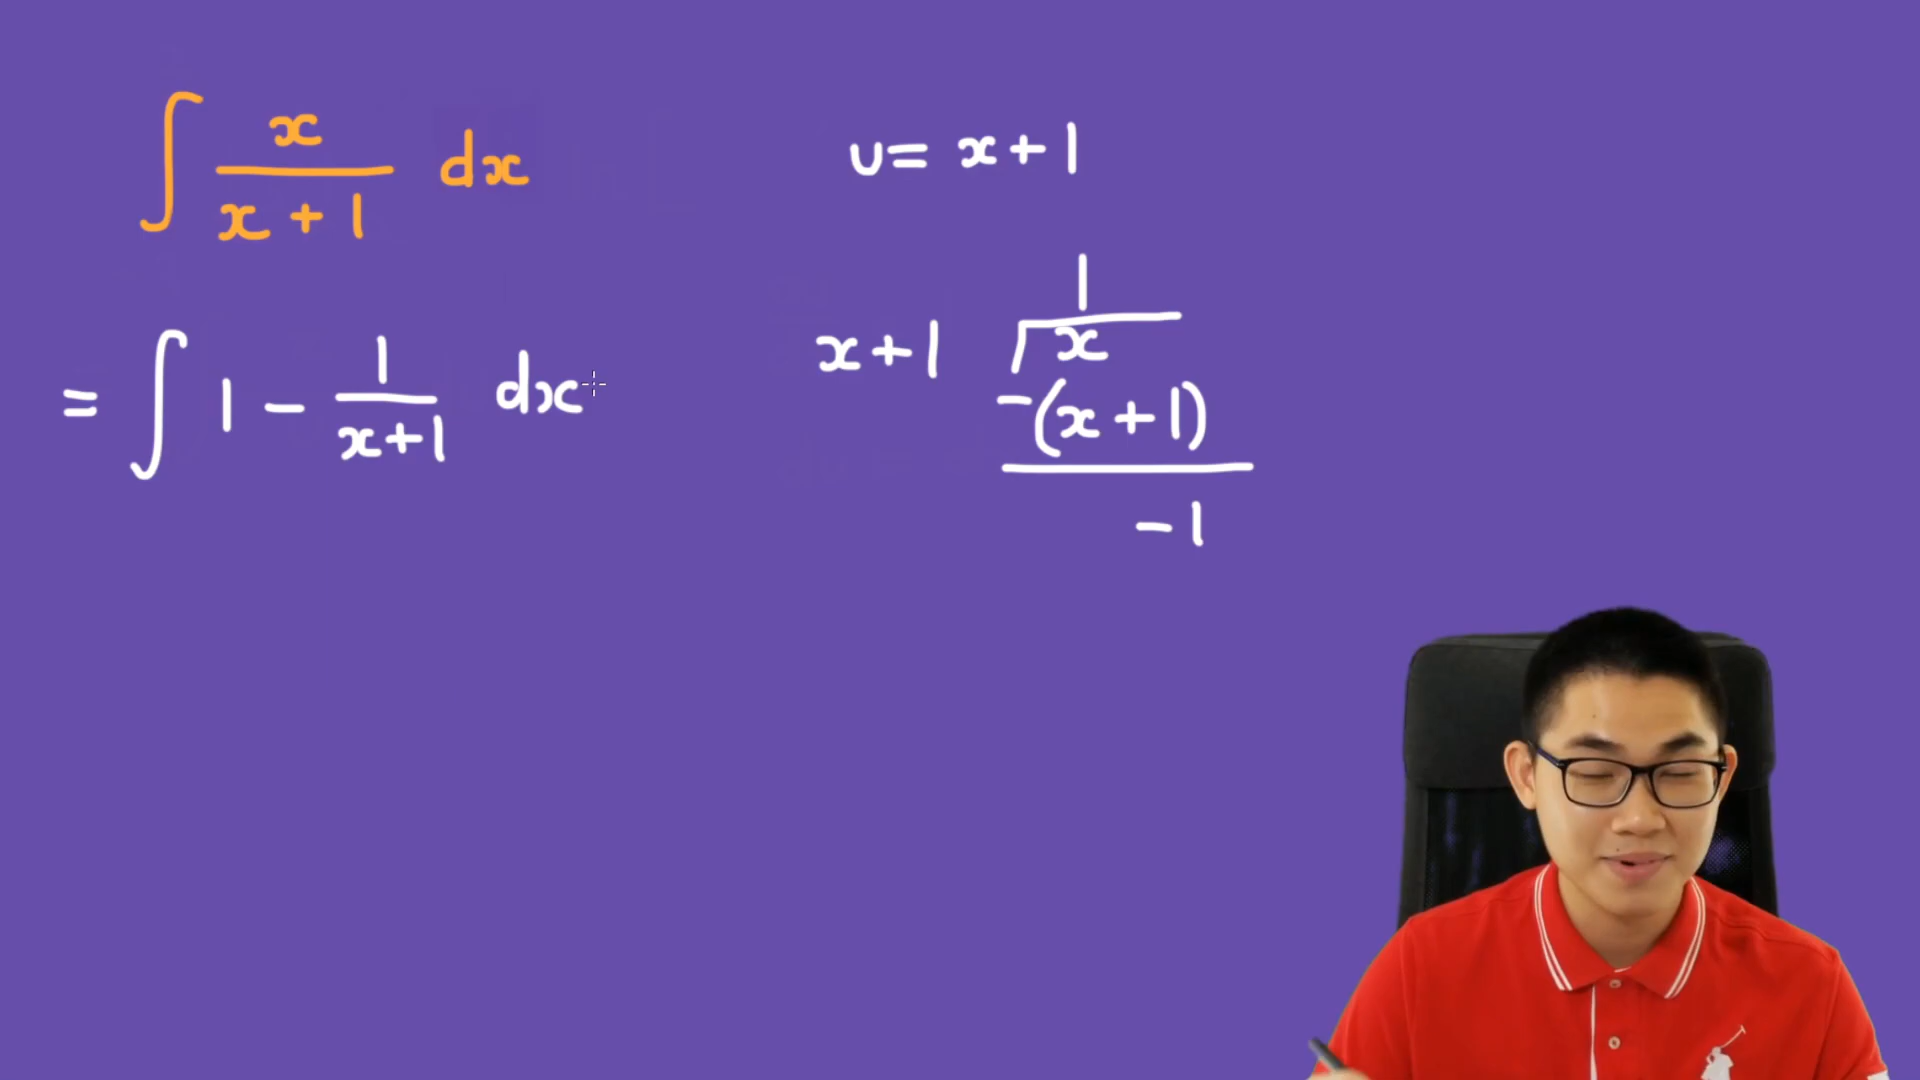 ∫ x/(x + 1) dx
= ∫ 1 - 1/(x+1) dx
u = x + 1
1
x+1 √x
-(x + 1)
-1